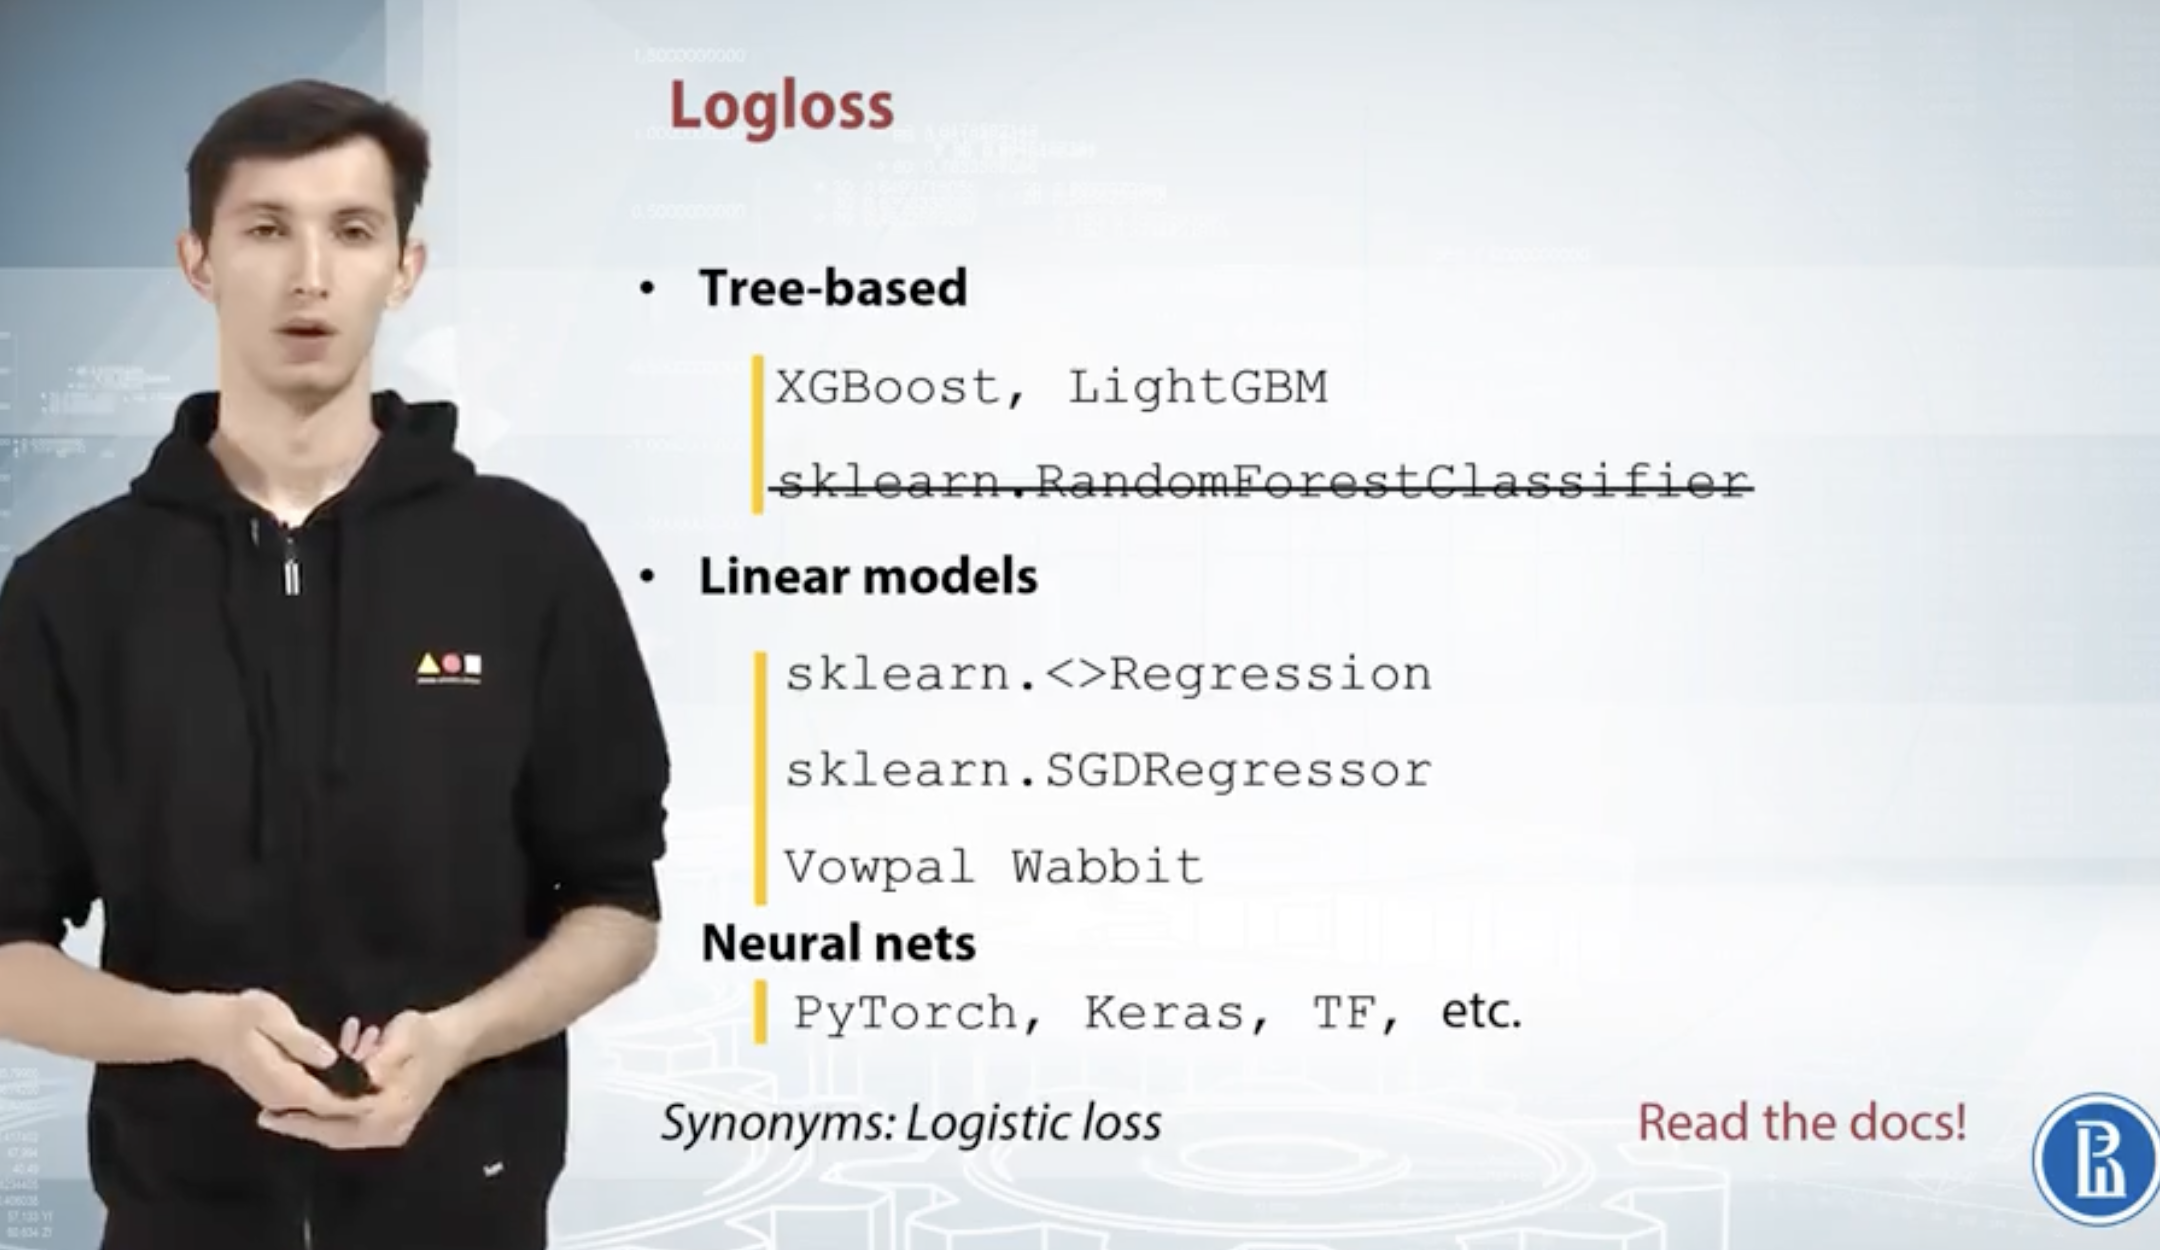 Logloss
• Tree-based
XGBoost, LightGBM
sklearn.RandomForestClassifier
• Linear models
sklearn.<>Regression
sklearn.SGDRegressor
Vowpal Wabbit
Neural nets
PyTorch, Keras, TF, etc.
Synonyms: Logistic loss
Read the docs!